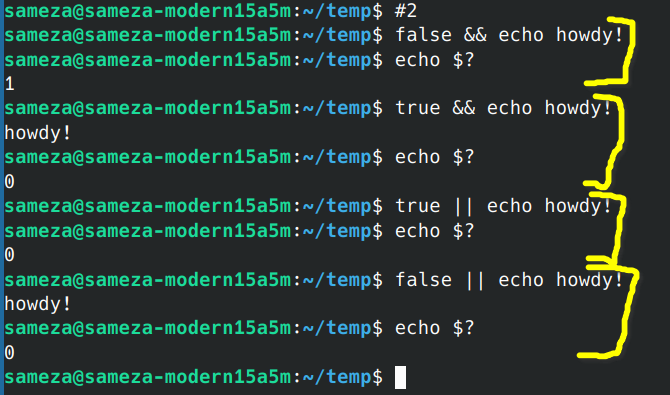 sameza@sameza-modern15a5m:~/temp$ #2
sameza@sameza-modern15a5m:~/temp$ false && echo howdy!
sameza@sameza-modern15a5m:~/temp$ echo $?
1
sameza@sameza-modern15a5m:~/temp$ true && echo howdy!
howdy!
sameza@sameza-modern15a5m:~/temp$ echo $?
0
sameza@sameza-modern15a5m:~/temp$ true || echo howdy!
sameza@sameza-modern15a5m:~/temp$ echo $?
0
sameza@sameza-modern15a5m:~/temp$ false || echo howdy!
howdy!
sameza@sameza-modern15a5m:~/temp$ echo $?
0
sameza@sameza-modern15a5m:~/temp$